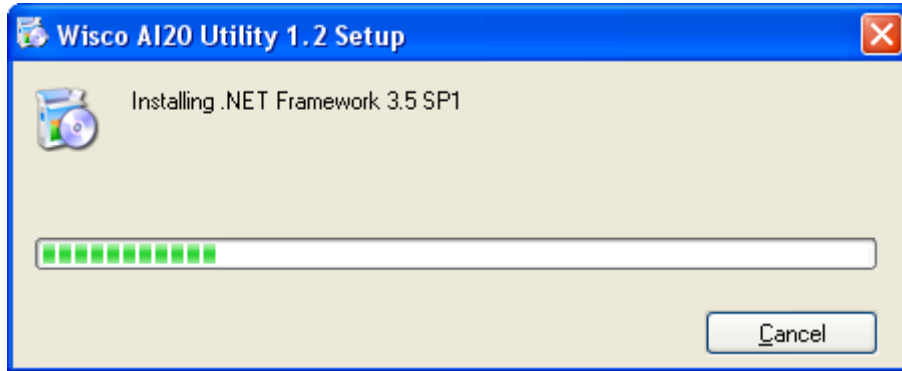 Wisco AI20 Utility 1.2 Setup
Installing .NET Framework 3.5 SP1
Cancel